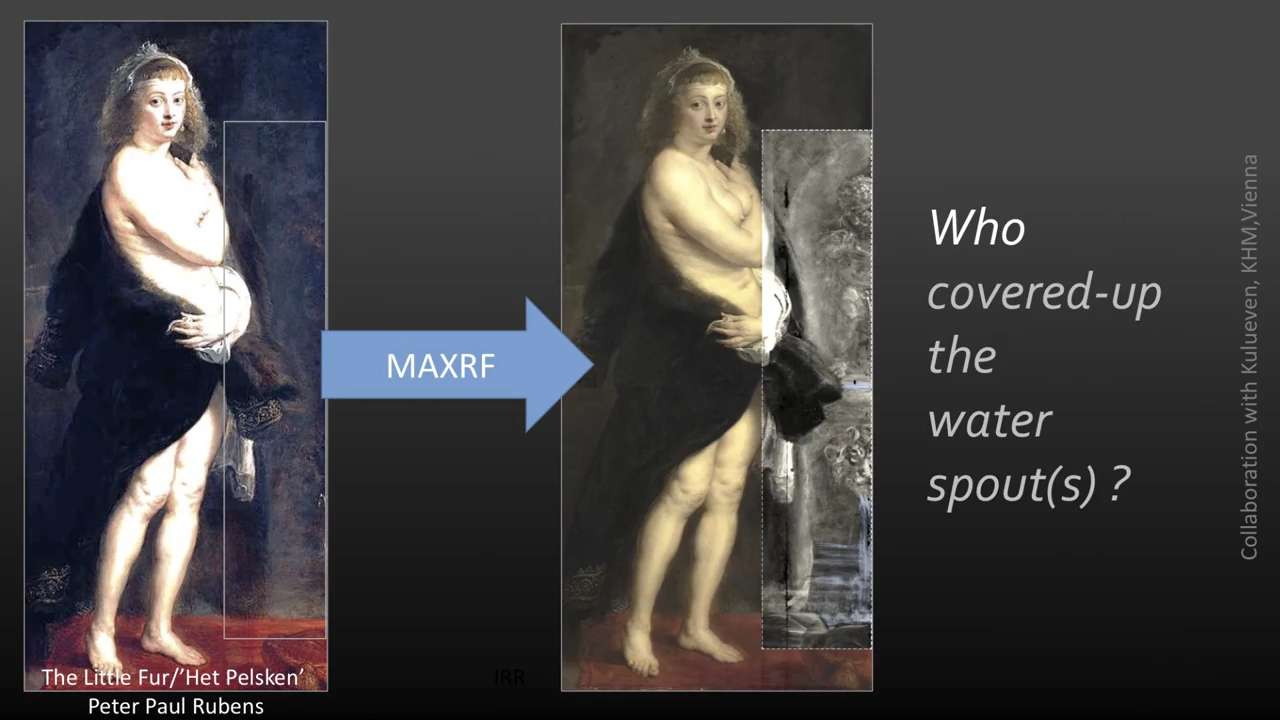 MAXRF
Who
covered-up
the
water
spout(s) ?
Collaboration with Kulueven, KHM,Vienna
The Little Fur/’Het Pelsken’
Peter Paul Rubens
IRR